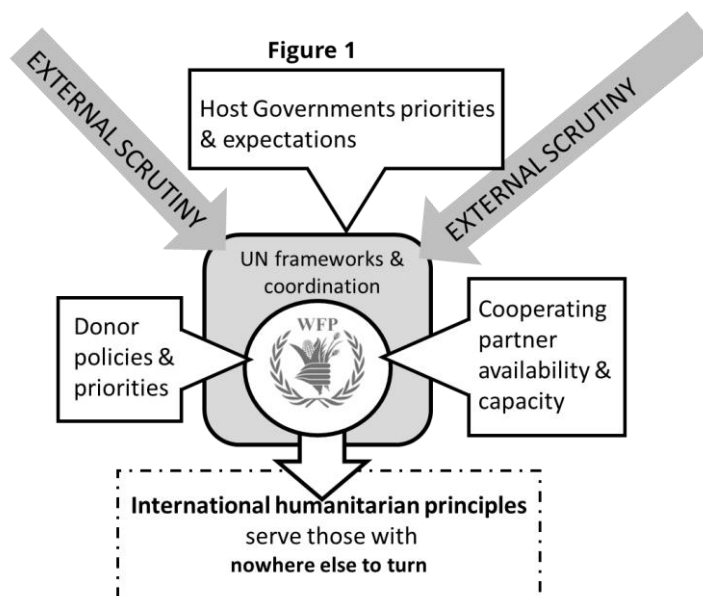 Figure 1
EXTERNAL SCRUTINY
EXTERNAL SCRUTINY
Host Governments priorities
& expectations
UN frameworks &
coordination
Donor
policies &
priorities
WFP
Cooperating
partner
availability &
capacity
International humanitarian principles
serve those with
nowhere else to turn